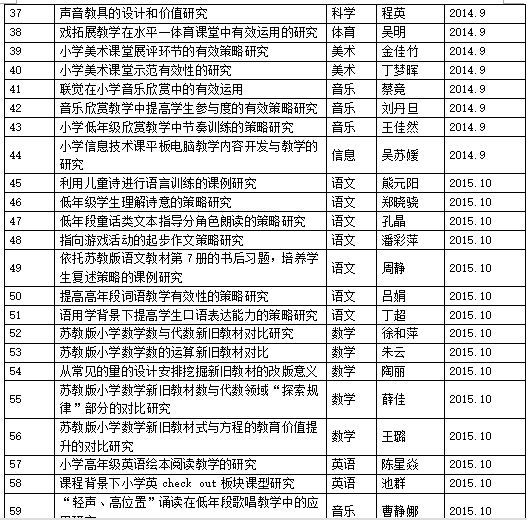 37 声音教具的设计和价值研究 科学 程英 2014.9
38 戏拓展教学在水平一体育课堂中有效运用的研究 体育 吴明 2014.9
39 小学美术课堂展评环节的有效策略研究 美术 金佳竹 2014.9
40 小学美术课堂示范有效性的研究 美术 丁梦晖 2014.9
41 联觉在小学音乐欣赏中的有效运用 音乐 蔡亮 2014.9
42 音乐欣赏教学中提高学生参与度的有效策略研究 音乐 刘丹旦 2014.9
43 小学低年级欣赏教学中节奏训练的策略研究 音乐 王佳然 2014.9
44 小学信息技术课平板电脑教学内容开发与教学的
研究 信息 吴苏媛 2014.9
45 利用儿童诗进行语言训练的课例研究 语文 熊元阳 2015.10
46 低年级学生理解诗意的策略研究 语文 郑晓骁 2015.10
47 低年段童话类文本指导分角色朗读的策略研究 语文 孔晶 2015.10
48 指向游戏活动的起步作文策略研究 语文 潘彩萍 2015.10
49 依托苏教版语文教材第 7 册的书后习题，培养学
生复述策略的课例研究 语文 周静 2015.10
50 提高高年段词语教学有效性的策略研究 语文 吕娟 2015.10
51 语用学背景下提高学生口语表达能力的策略研究 语文 丁超 2015.10
52 苏教版小学数学数与代数新旧教材对比研究 数学 徐和萍 2015.10
53 苏教版小学数学数的运算新旧教材对比 数学 朱云 2015.10
54 从常见的量的设计安排挖掘新旧教材的改版意义 数学 陶丽 2015.10
55 苏教版小学数学新旧教材数与代数领域“探索规
律”部分的对比研究 数学 薛佳 2015.10
56 苏教版小学数学新旧教材式与方程的教育价值提
升的对比研究 数学 王璐 2015.10
57 小学高年级英语绘本阅读教学的研究 英语 陈星焱 2015.10
58 课程背景下小学英 check out 板块课型研究 英语 池群 2015.10
59 “轻声、高位置”诵读在低年段歌唱教学中的应
用研究 音乐 曹静娜 2015.10